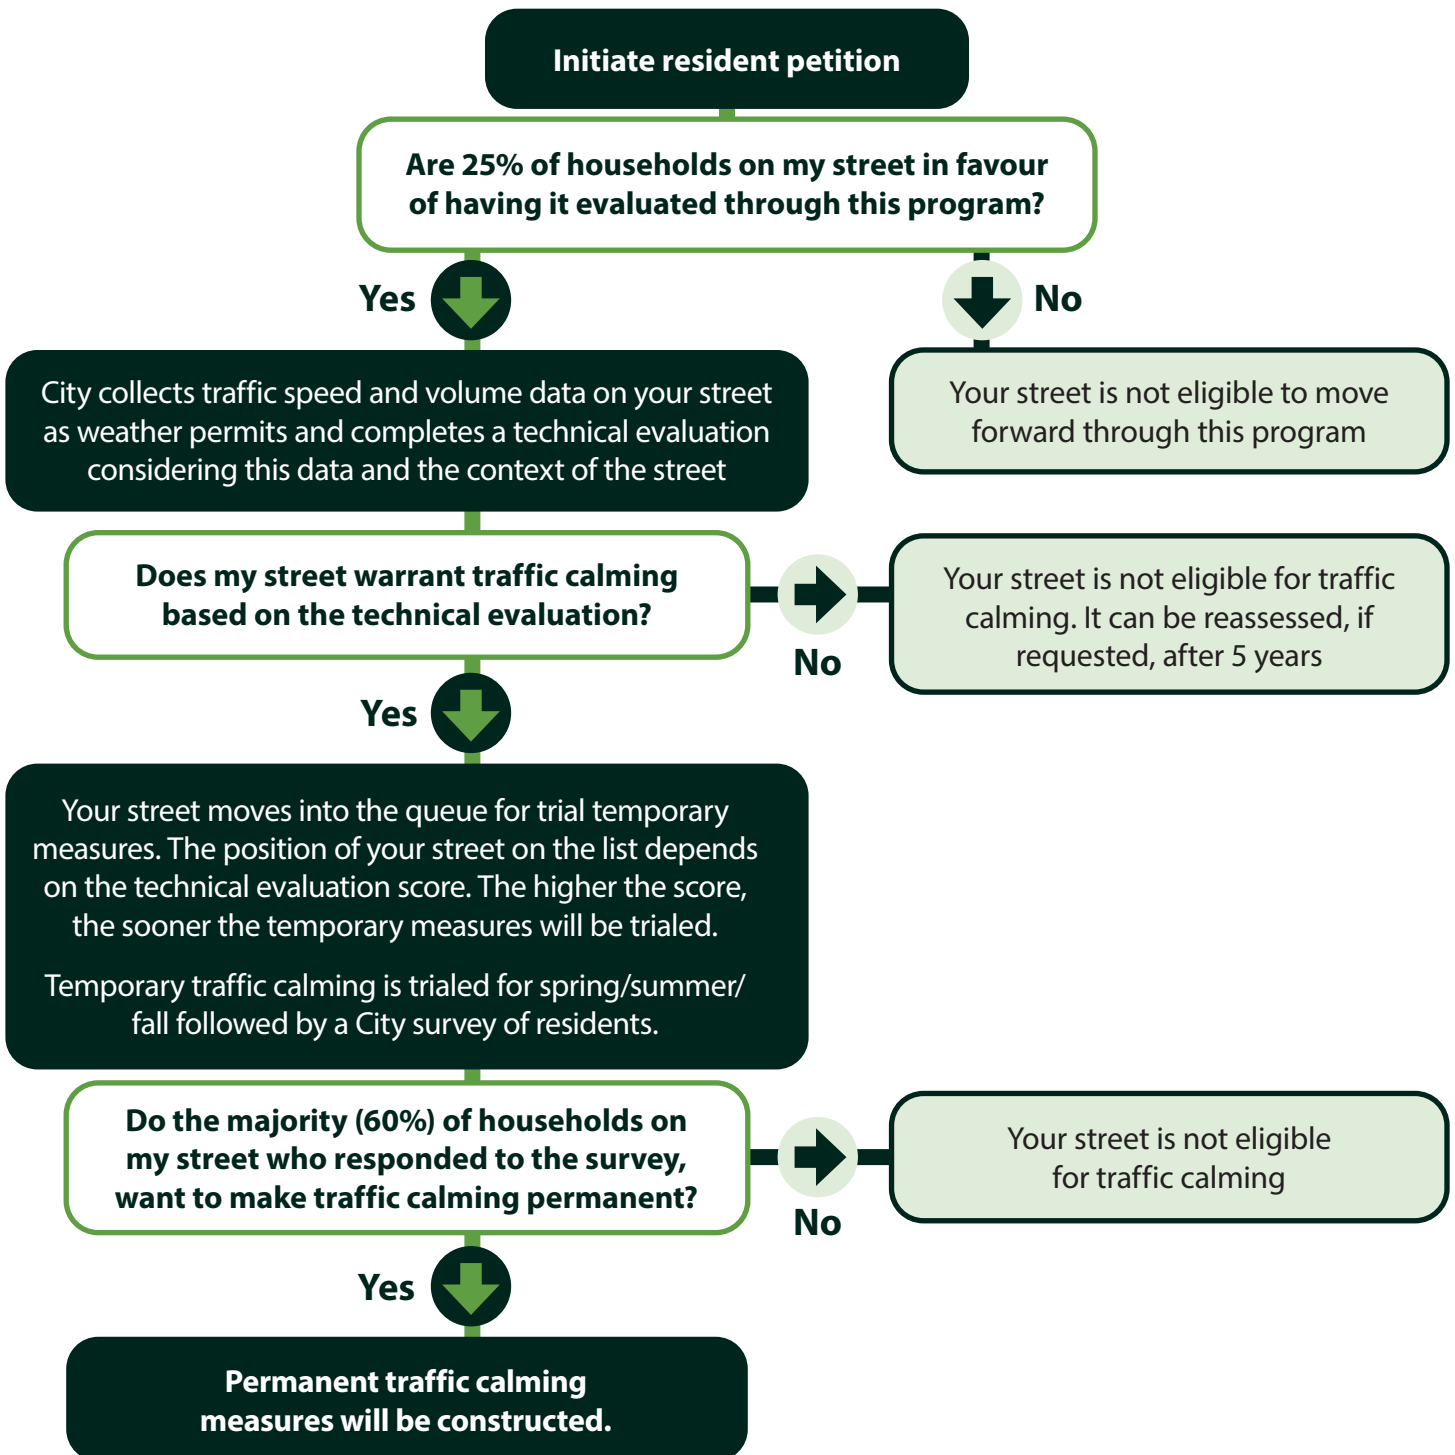 Initiate resident petition
Are 25% of households on my street in favour
of having it evaluated through this program?
Yes
No
City collects traffic speed and volume data on your street
as weather permits and completes a technical evaluation
considering this data and the context of the street
Your street is not eligible to move
forward through this program
Does my street warrant traffic calming
based on the technical evaluation?
No
Your street is not eligible for traffic
calming. It can be reassessed, if
requested, after 5 years
Yes
Your street moves into the queue for trial temporary
measures. The position of your street on the list depends
on the technical evaluation score. The higher the score,
the sooner the temporary measures will be trialed.
Temporary traffic calming is trialed for spring/summer/
fall followed by a City survey of residents.
Do the majority (60%) of households on
my street who responded to the survey,
want to make traffic calming permanent?
No
Your street is not eligible
for traffic calming
Yes
Permanent traffic calming
measures will be constructed.